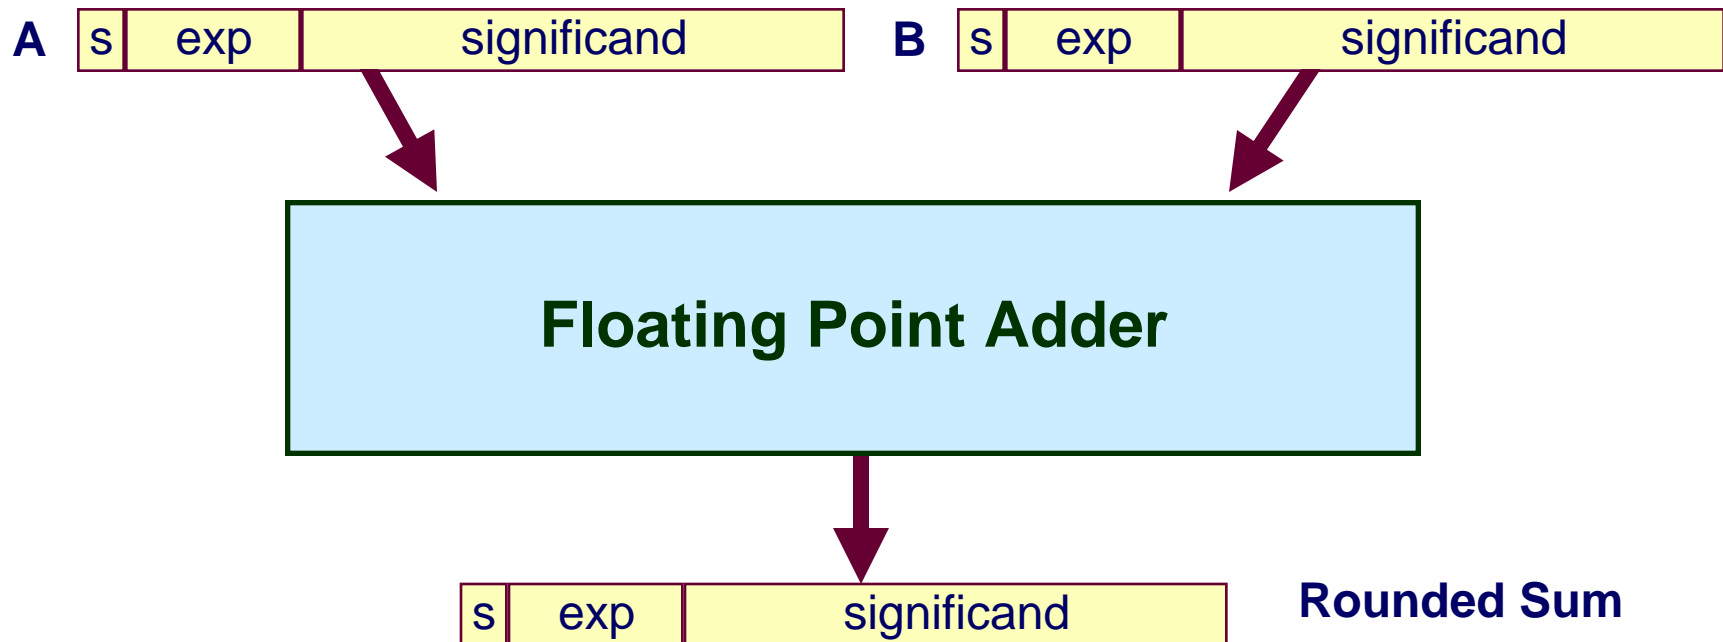 A s exp significand B s exp significand
Floating Point Adder
s exp significand Rounded Sum